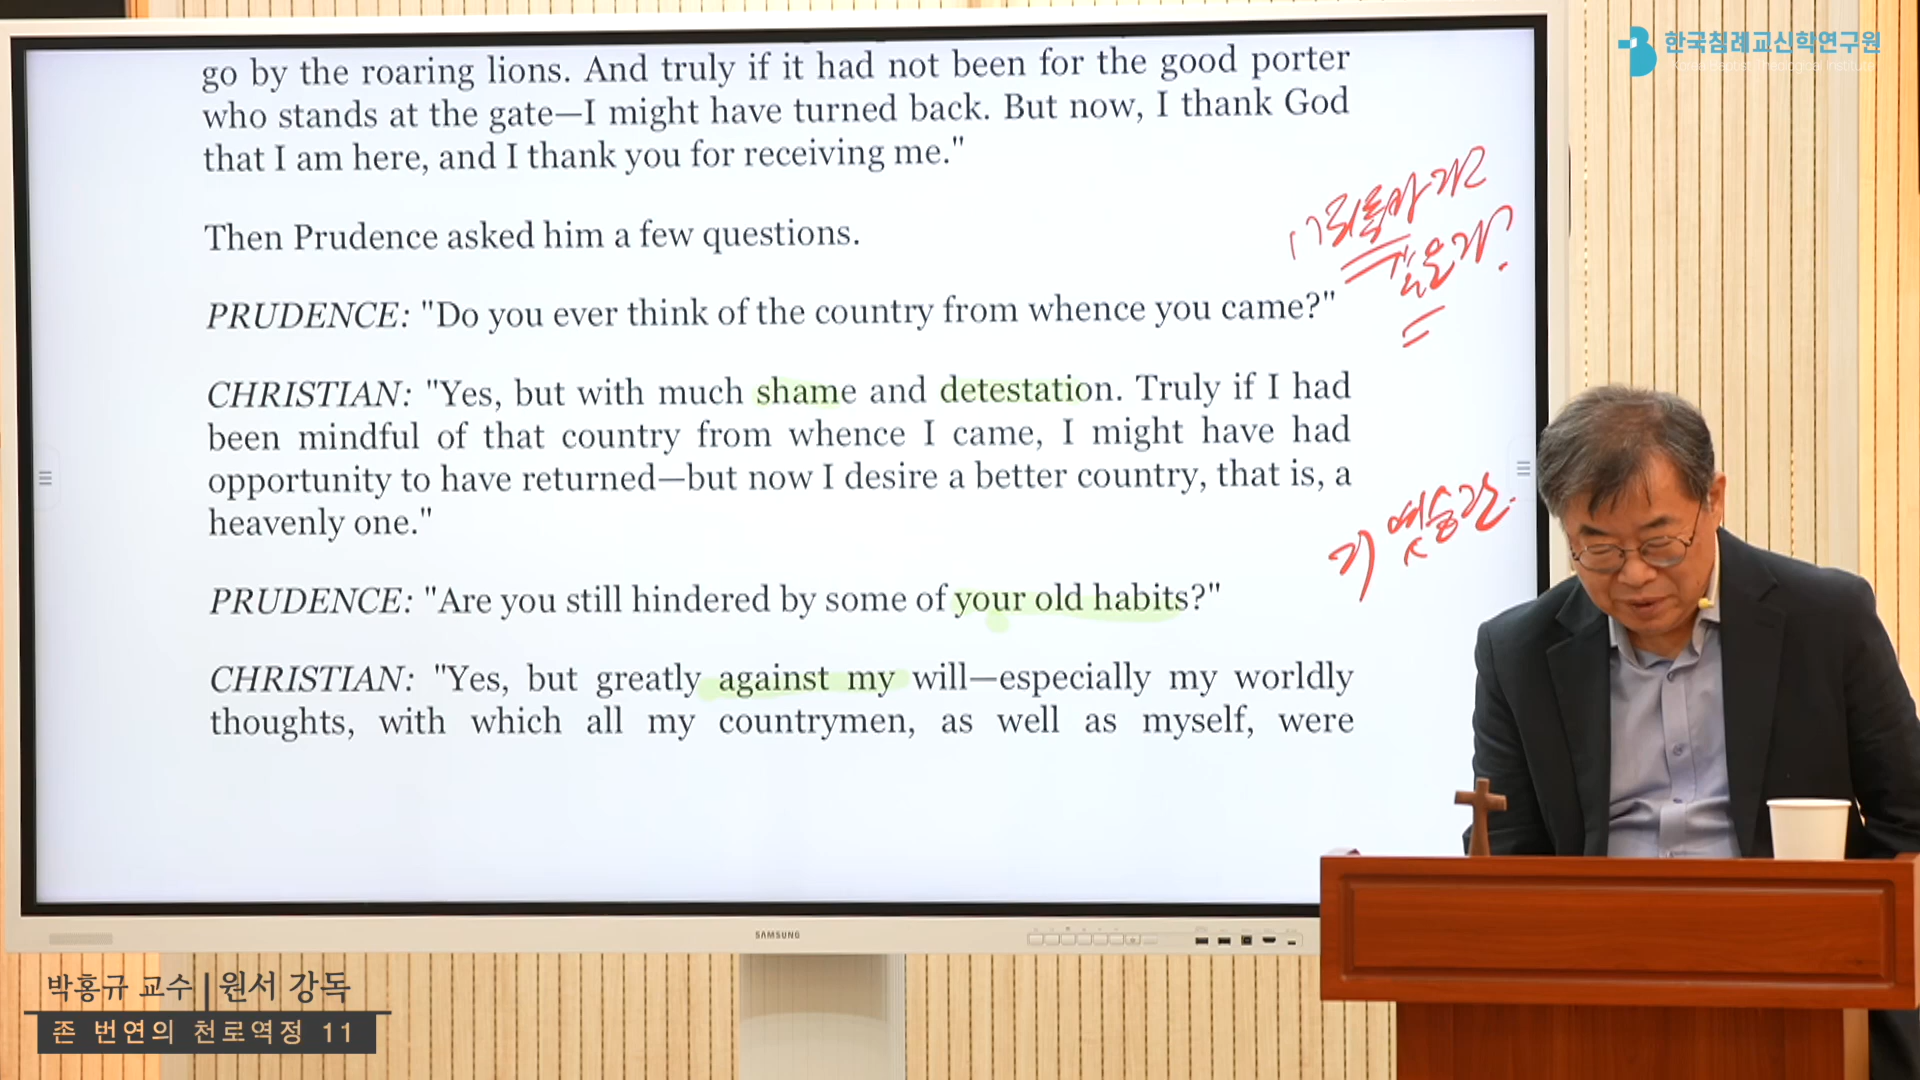 go by the roaring lions. And truly if it had not been for the good porter
who stands at the gate—I might have turned back. But now, I thank God
that I am here, and I thank you for receiving me."
Then Prudence asked him a few questions.
PRUDENCE: "Do you ever think of the country from whence you came?"
CHRISTIAN: "Yes, but with much shame and detestation. Truly if I had
been mindful of that country from whence I came, I might have had
opportunity to have returned—but now I desire a better country, that is, a
heavenly one."
PRUDENCE: "Are you still hindered by some of your old habits?"
CHRISTIAN: "Yes, but greatly against my will—especially my worldly
thoughts, with which all my countrymen, as well as myself, were
한국침례교신학연구원
Korea Baptist Theological Institute
SAMSUNG
박홍규 교수 | 원서 강독
존 번연의 천로역정 11